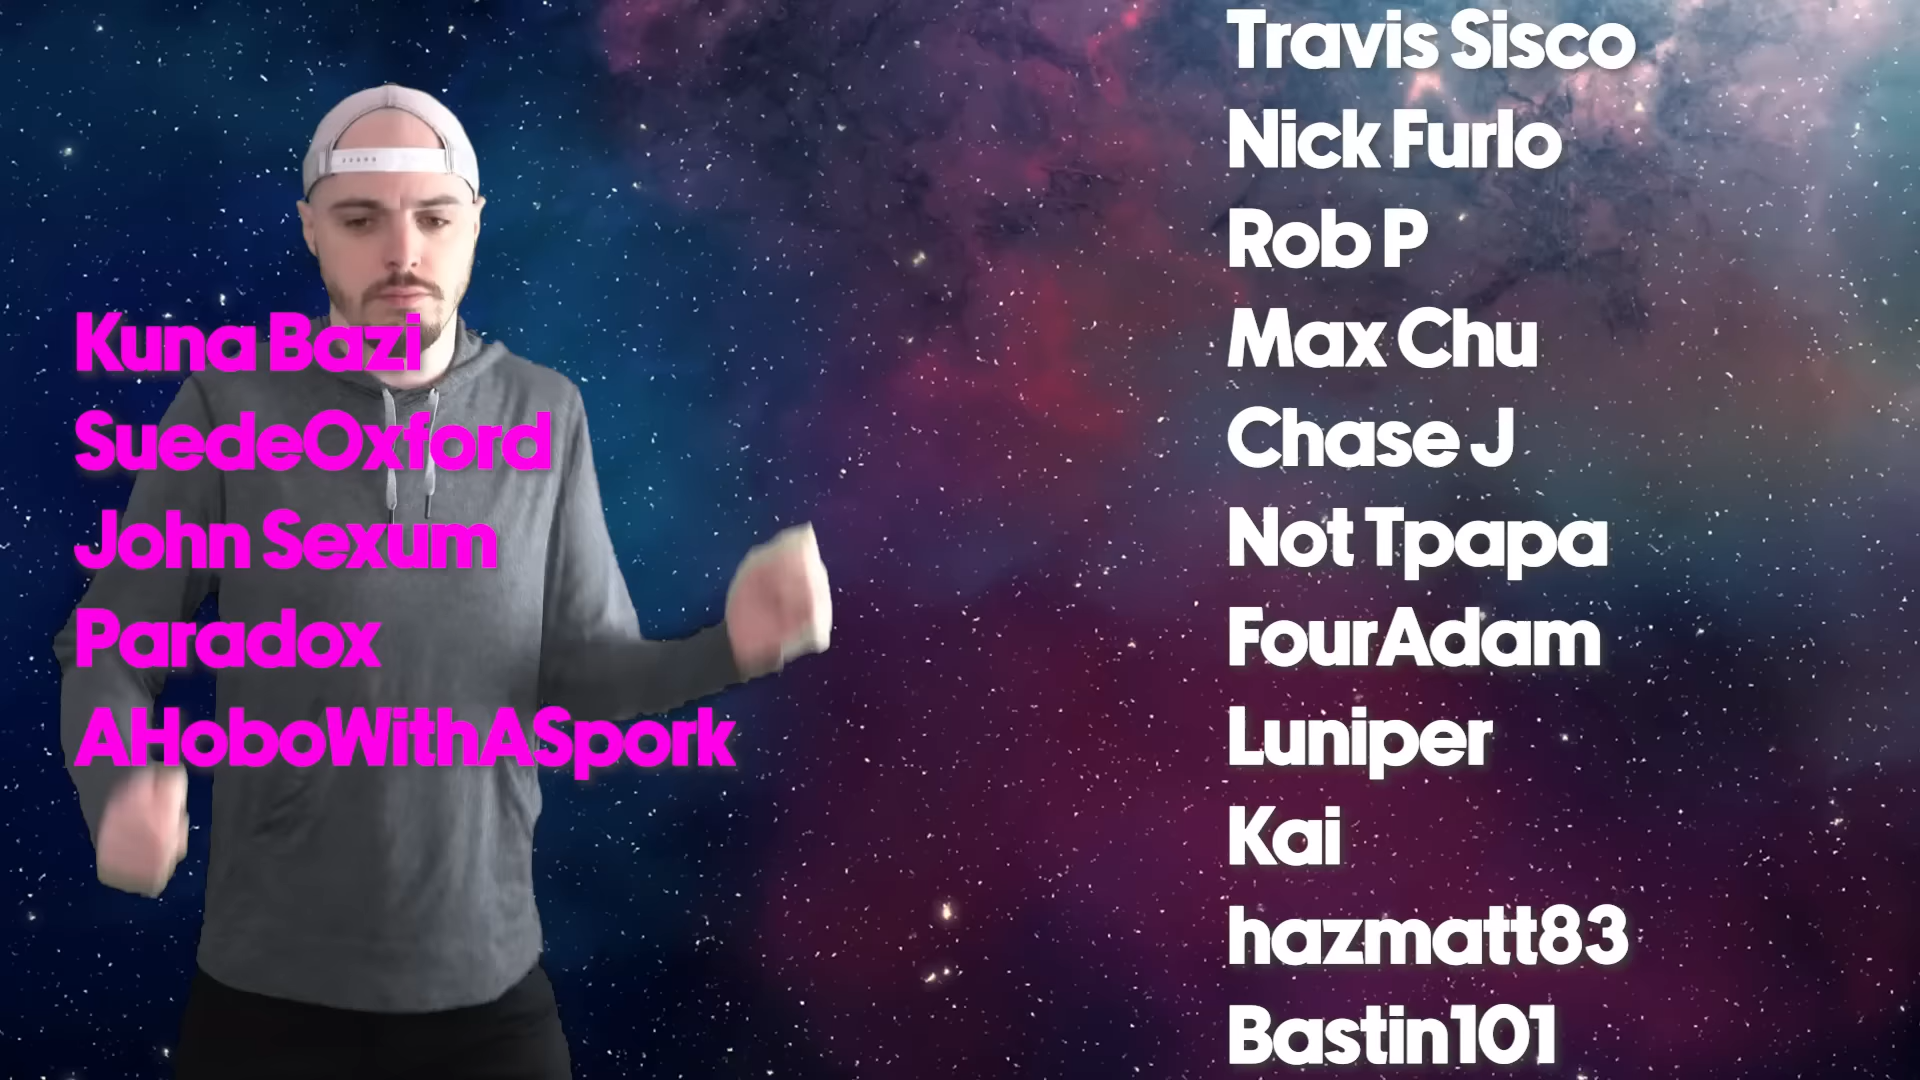 Kuna Bazi
SuedeOxford
John Sexum
Paradox
AHoboWithASpork
Travis Sisco
Nick Furlo
Rob P
Max Chu
Chase J
Not Tpapa
FourAdam
Luniper
Kai
hazmatt83
Bastin101